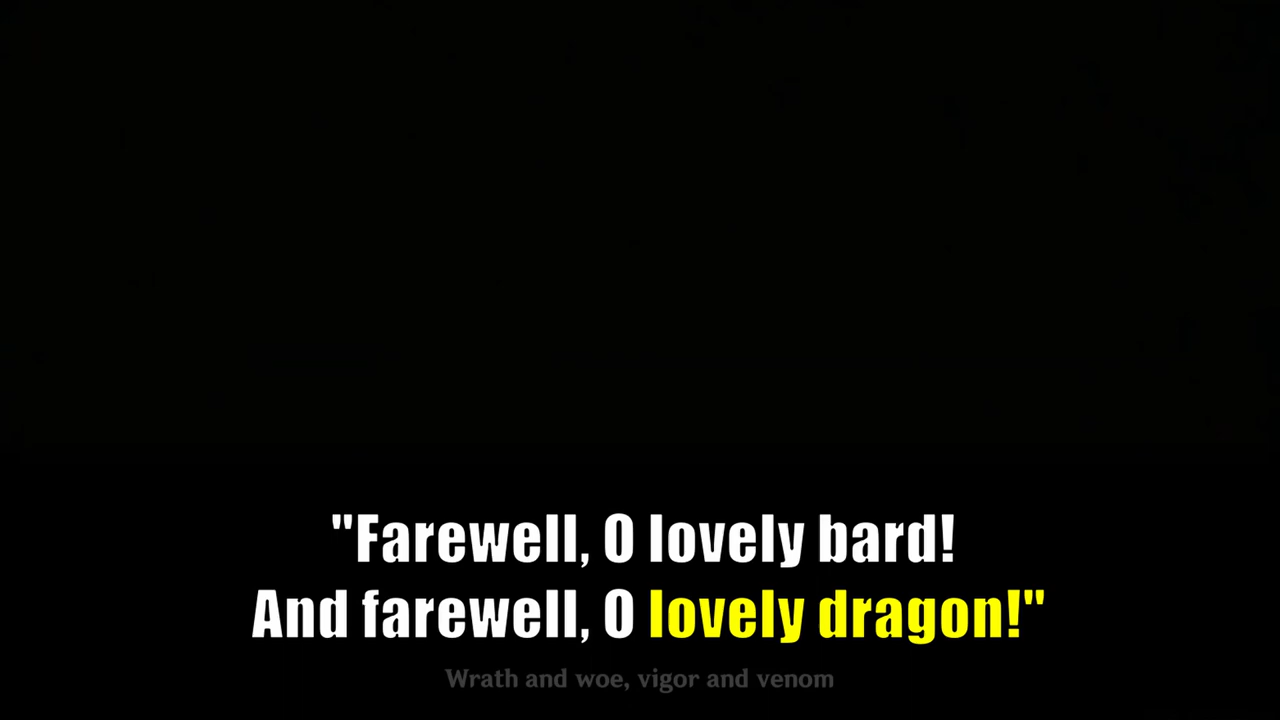 "Farewell, O lovely bard!
And farewell, O lovely dragon!"
Wrath and woe, vigor and venom